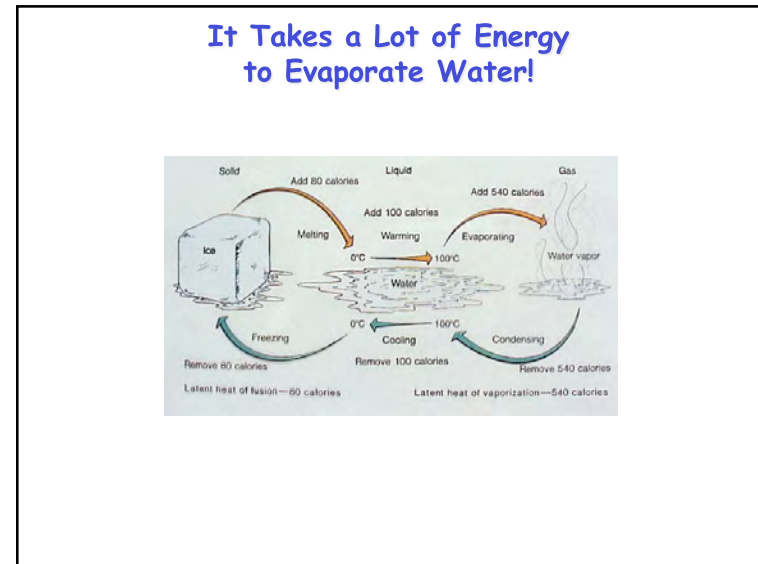 It Takes a Lot of Energy
to Evaporate Water!
Solid
Liquid
Gas
Add 80 calories
Add 540 calories
Add 100 calories
Melting
Warming
Evaporating
Ice
0°C
100°C
Water vapor
Water
0°C
100°C
Freezing
Cooling
Condensing
Remove 80 calories
Remove 100 calories
Remove 540 calories
Latent heat of fusion—80 calories
Latent heat of vaporization—540 calories